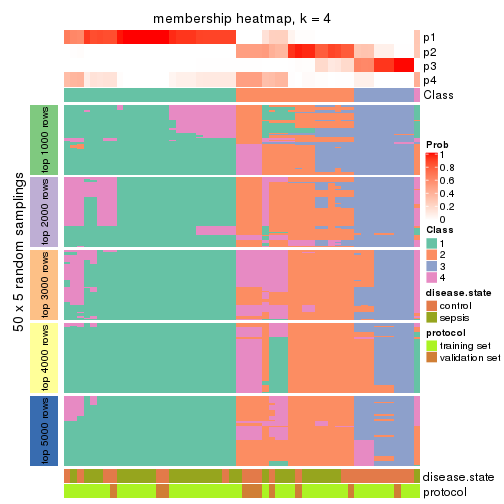 membership heatmap, k = 4
p1
p2
p3
p4
Class
50 x 5 random samplings
top 1000 rows
top 2000 rows
top 3000 rows
top 4000 rows
top 5000 rows
Prob
1
0.8
0.6
0.4
0.2
0
Class
1
2
3
4
disease.state
control
sepsis
protocol
training set
validation set
disease.state
protocol